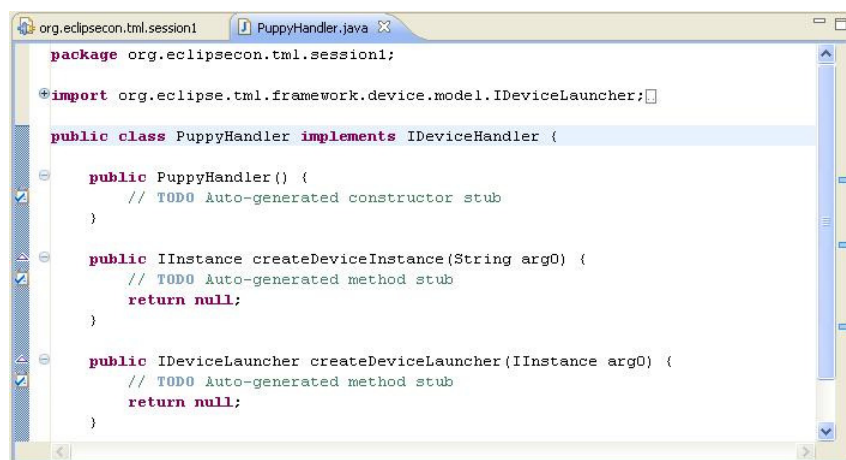 org.eclipsecon.tml.session1 PuppyHandler.java
package org.eclipsecon.tml.session1;
import org.eclipse.tml.framework.device.model.IDeviceLauncher;
public class PuppyHandler implements IDeviceHandler {
public PuppyHandler() {
// TODO Auto-generated constructor stub
}
public IInstance createDeviceInstance(String arg0) {
// TODO Auto-generated method stub
return null;
}
public IDeviceLauncher createDeviceLauncher(IInstance arg0) {
// TODO Auto-generated method stub
return null;
}